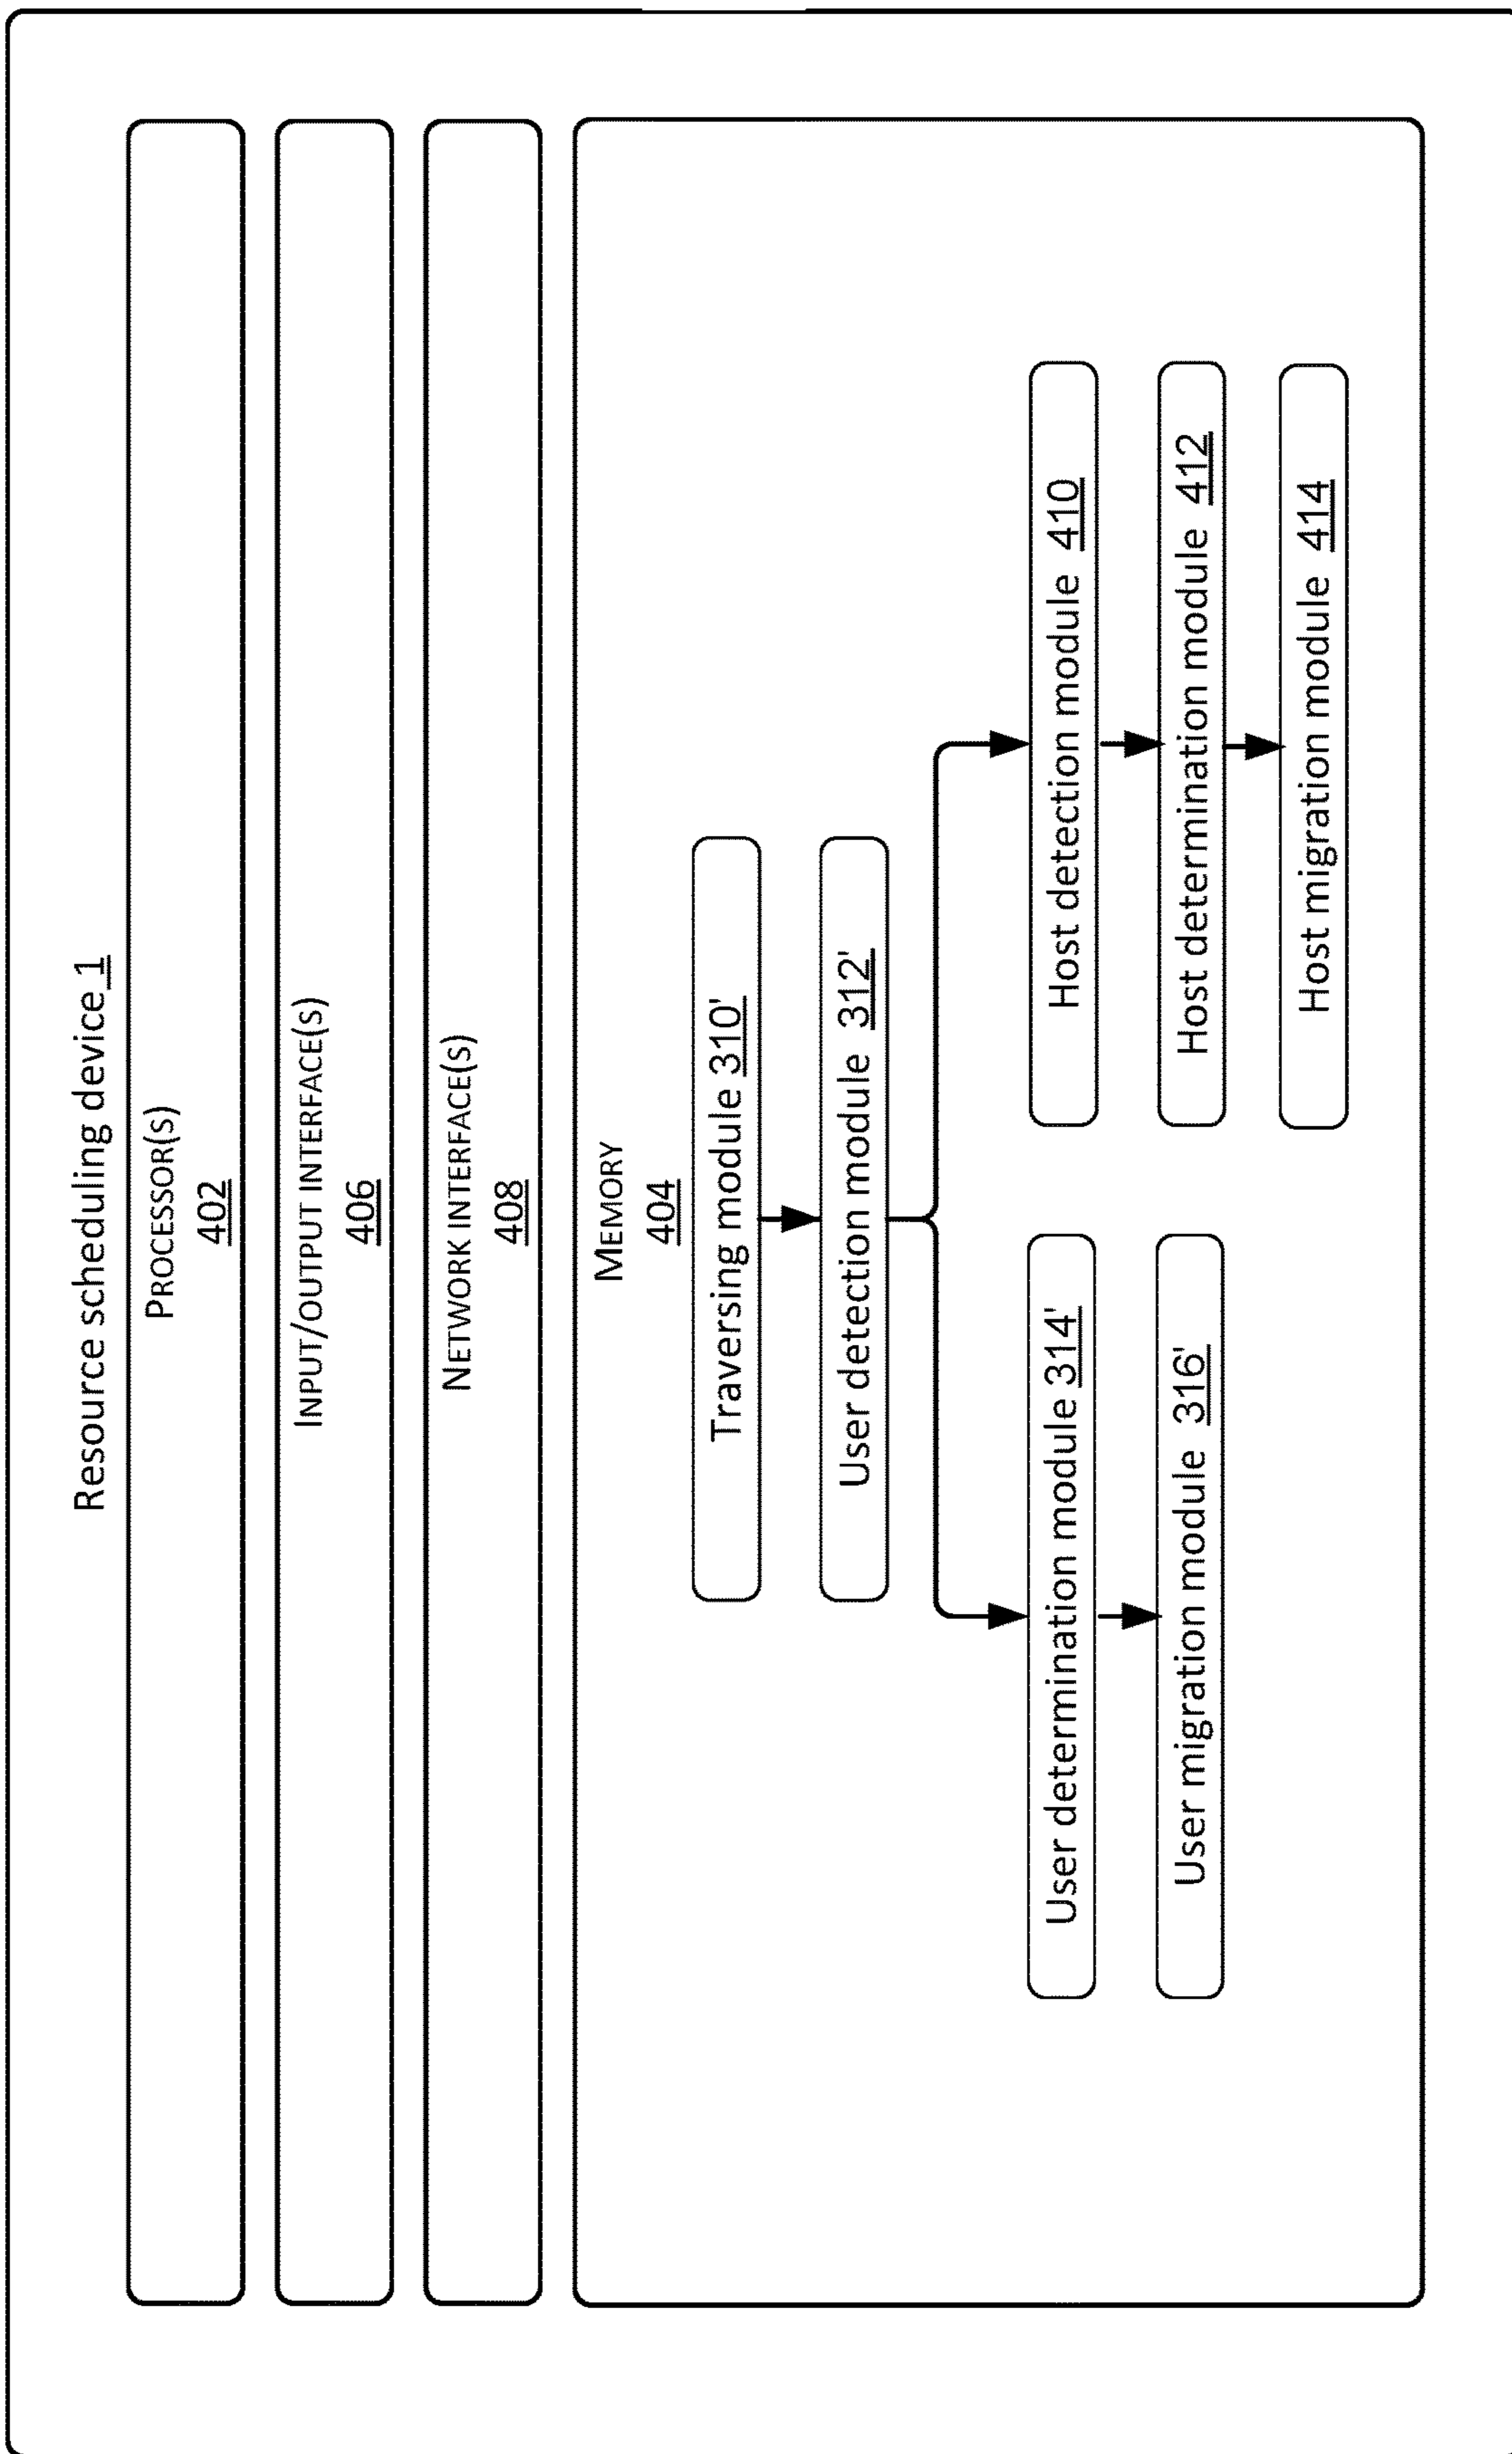 Resource scheduling device 1
PROCESSOR(S)
402
INPUT/OUTPUT INTERFACE(S)
406
NETWORK INTERFACE(S)
408
MEMORY
404
Traversing module 310'
User detection module 312'
User determination module 314'
User migration module 316'
Host detection module 410
Host determination module 412
Host migration module 414